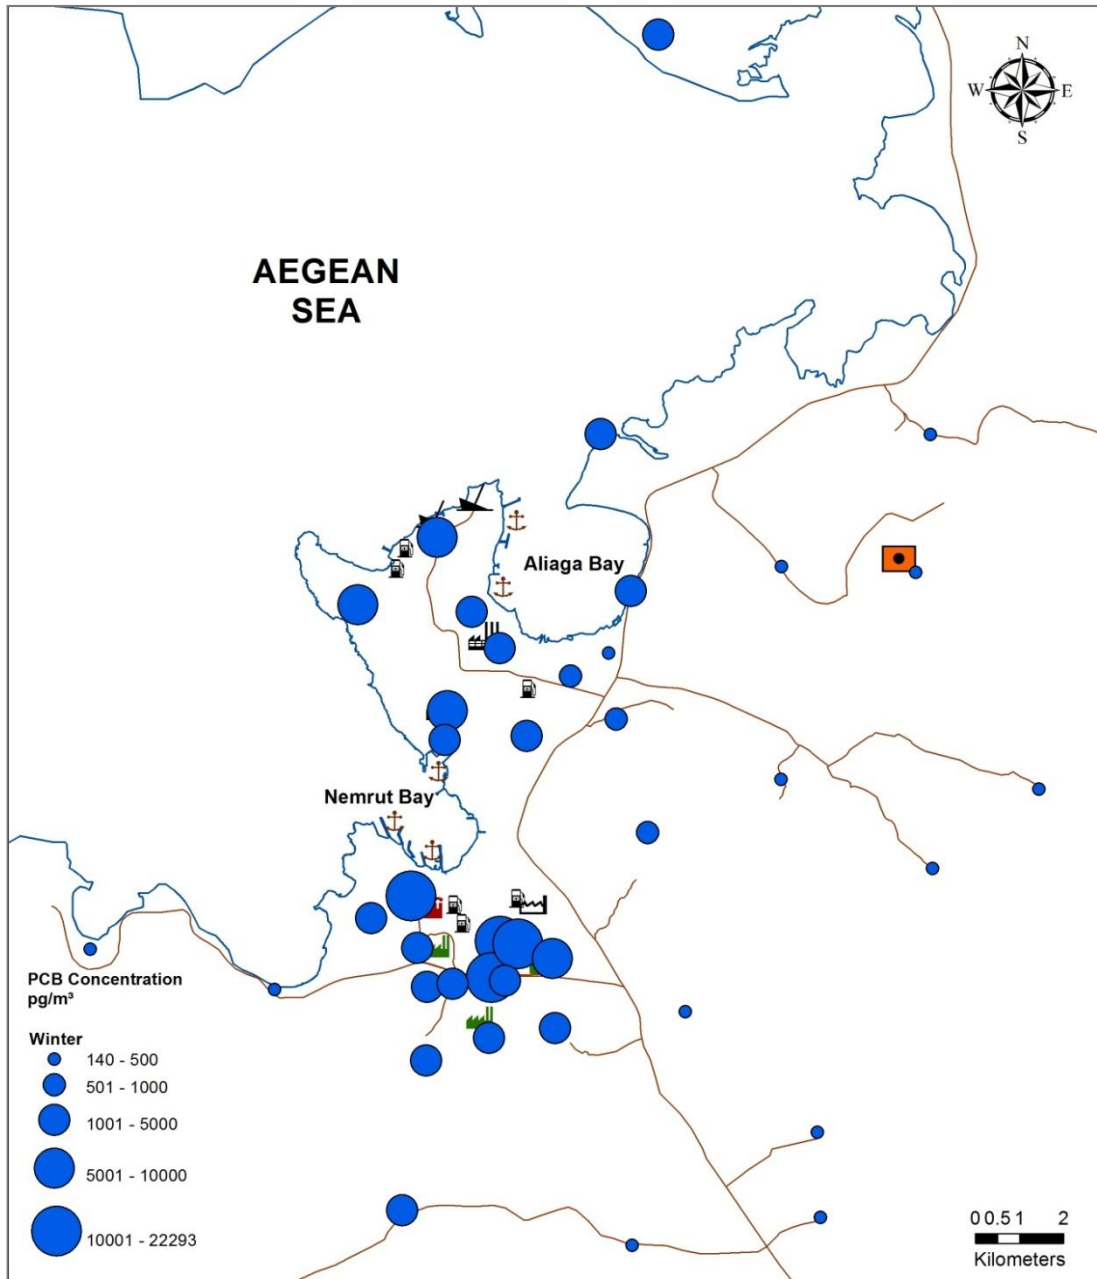 N
W E
S
AEGEAN
SEA
Aliaga Bay
Nemrut Bay
PCB Concentration
pg/m³
Winter
140 - 500
501 - 1000
1001 - 5000
5001 - 10000
10001 - 22293
0 0.5 1 2
Kilometers